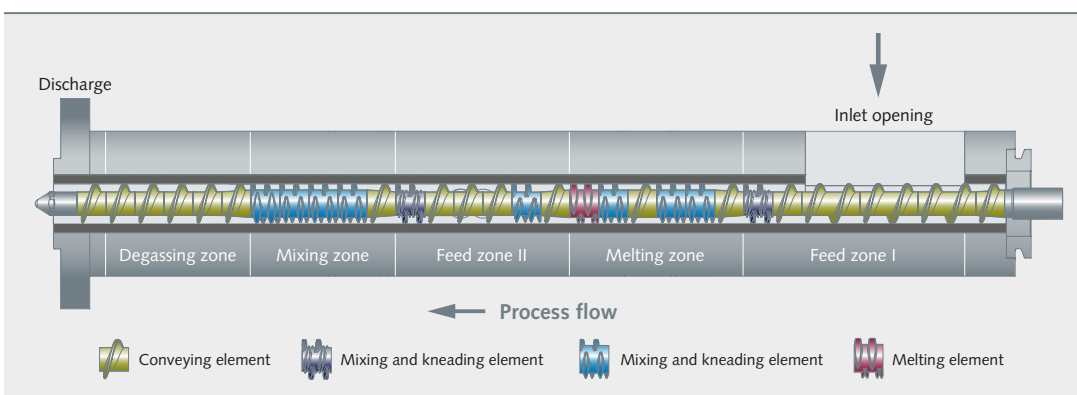 Discharge
Inlet opening
Degassing zone
Mixing zone
Feed zone II
Melting zone
Feed zone I
Process flow
Conveying element
Mixing and kneading element
Mixing and kneading element
Melting element